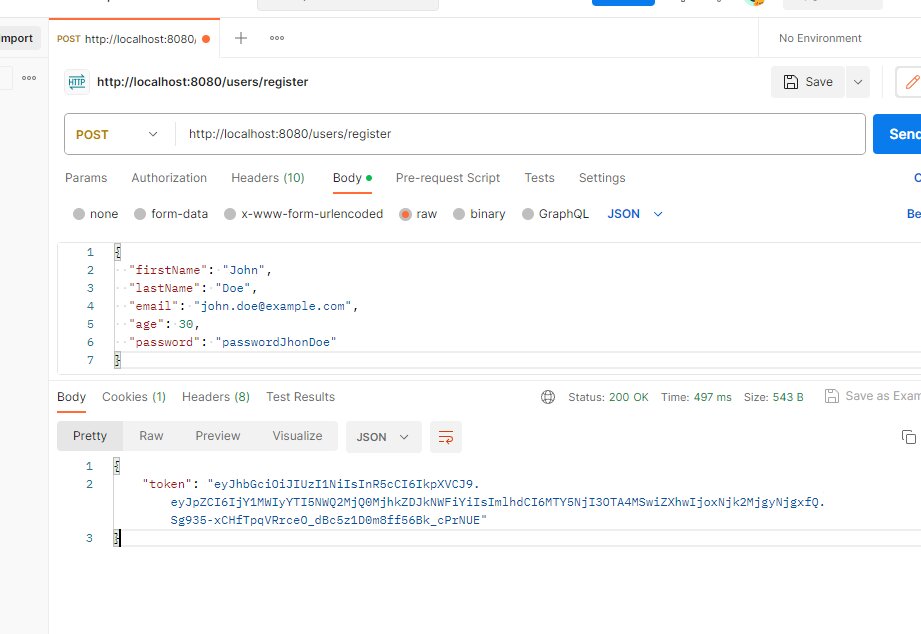 import
POST http://localhost:8080/
No Environment
HTTP http://localhost:8080/users/register
Save
POST http://localhost:8080/users/register
Send
Params Authorization Headers (10) Body Pre-request Script Tests Settings
none form-data x-www-form-urlencoded raw binary GraphQL JSON
Be
1 {
2 "firstName": "John",
3 "lastName": "Doe",
4 "email": "john.doe@example.com",
5 "age": 30,
6 "password": "passwordJhonDoe"
7 }
Body Cookies (1) Headers (8) Test Results
Status: 200 OK Time: 497 ms Size: 543 B Save as Exam
Pretty Raw Preview Visualize JSON
1 {
2 "token": "eyJhbGciOiJIUzI1NiIsInR5cCI6IkpXVCJ9.
eyJpZCI6IjY1MWIyYTI5NWQ2MjQ0MjhkZDJkNWFiYiIsImlhdCI6MTY5NjI3OTA4MSwiZXhwIjoxNjk2MjgyNjgxfQ.
Sg935-xCHfTpqVRrceO_dBc5z1D0m8ff56Bk_cPrNUE"
3 }